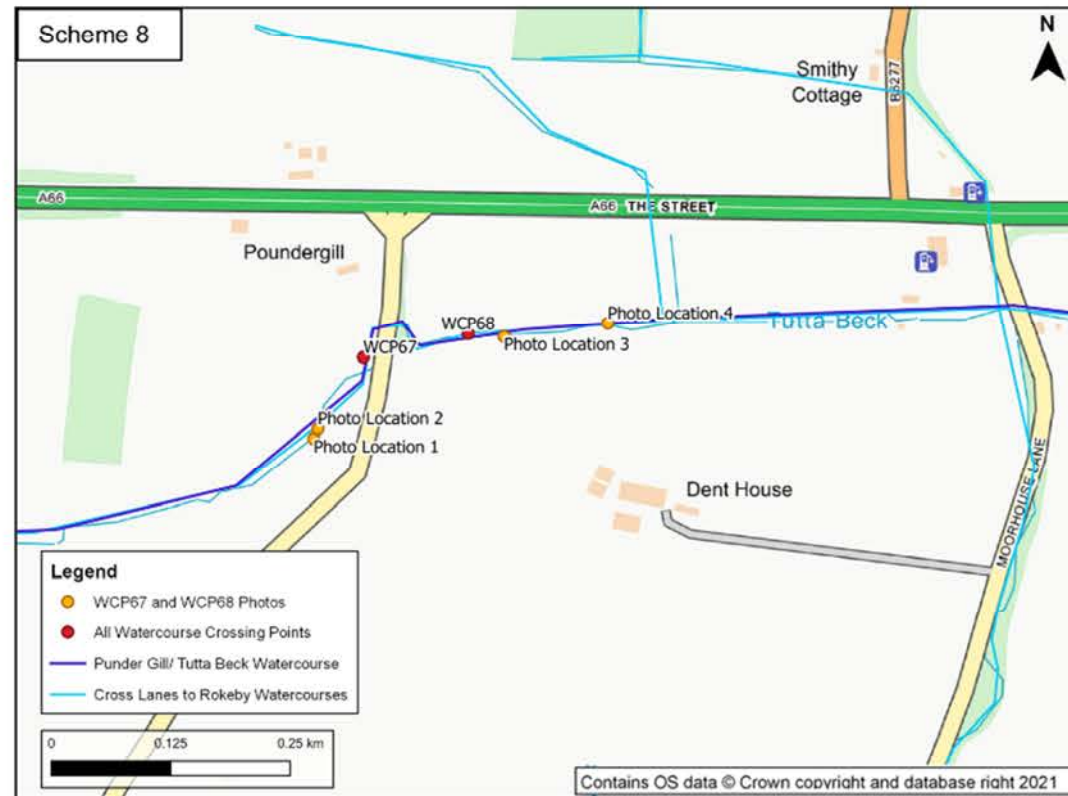 Scheme 8
N
Smithy
Cottage
B6277
A66
A66 THE STREET
Poundergill
WCP67
WCP68
Photo Location 4
Tutta Beck
Photo Location 3
Photo Location 2
Photo Location 1
Dent House
MOORHOUSE LANE
Legend
WCP67 and WCP68 Photos
All Watercourse Crossing Points
Punder Gill/ Tutta Beck Watercourse
Cross Lanes to Rokeby Watercourses
0 0.125 0.25 km
Contains OS data © Crown copyright and database right 2021